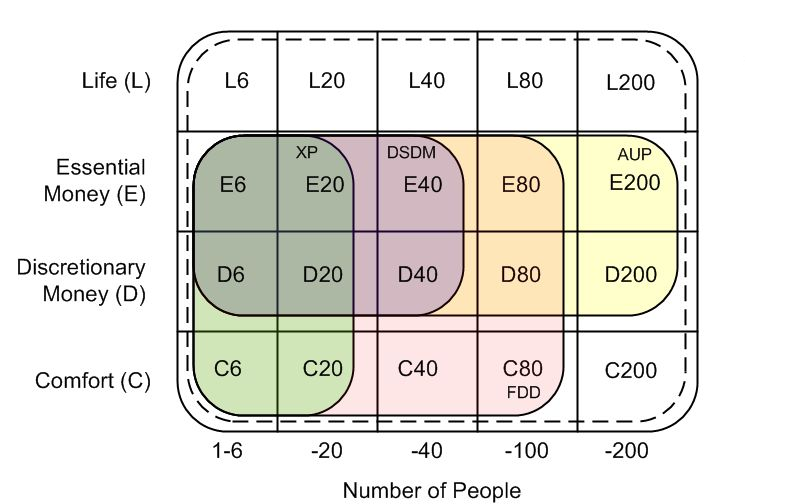 Life (L)
L6 L20 L40 L80 L200
XP DSDM AUP
Essential
Money (E)
E6 E20 E40 E80 E200
Discretionary
Money (D)
D6 D20 D40 D80 D200
Comfort (C)
C6 C20 C40 C80 C200
FDD
1-6 -20 -40 -100 -200
Number of People